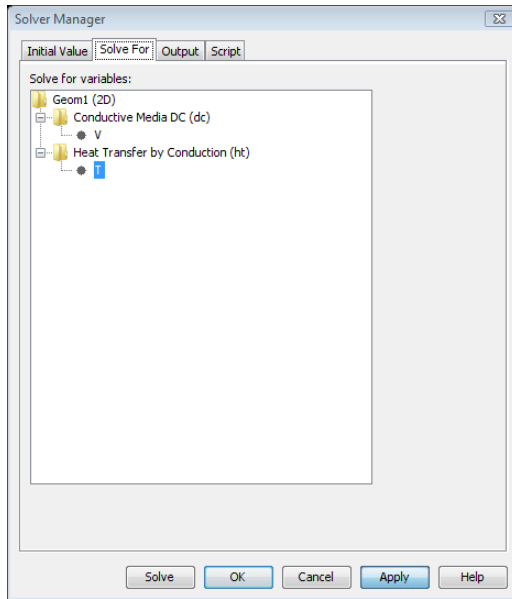 Solver Manager
Initial Value Solve For Output Script
Solve for variables:
Geom1 (2D)
Conductive Media DC (dc)
V
Heat Transfer by Conduction (ht)
T
Solve OK Cancel Apply Help